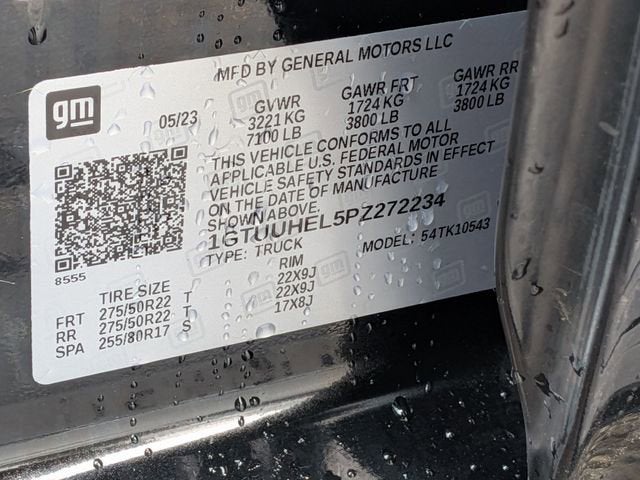 MFD BY GENERAL MOTORS LLC
gm
05/23
GVWR GAWR FRT GAWR RR
3221 KG 1724 KG 1724 KG
7100 LB 3800 LB 3800 LB
THIS VEHICLE CONFORMS TO ALL
APPLICABLE U.S. FEDERAL MOTOR
VEHICLE SAFETY STANDARDS IN EFFECT
ON THE DATE OF MANUFACTURE
SHOWN ABOVE.
1GTUUHEL5PZ272234
TYPE: TRUCK MODEL: 54TK10543
8555
TIRE SIZE RIM
FRT 275/50R22 T 22X9J
RR 275/50R22 T 22X9J
SPA 255/80R17 S 17X8J